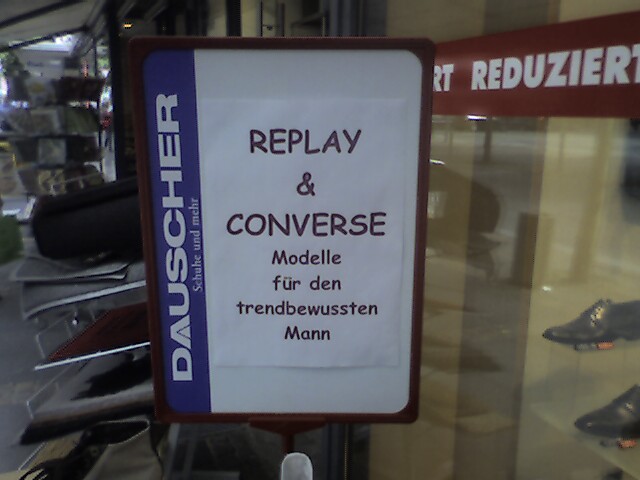 REPLAY
&
CONVERSE
Modelle
für den
trendbewussten
Mann
DAUSCHER
Schuhe und mehr
RT REDUZIERT